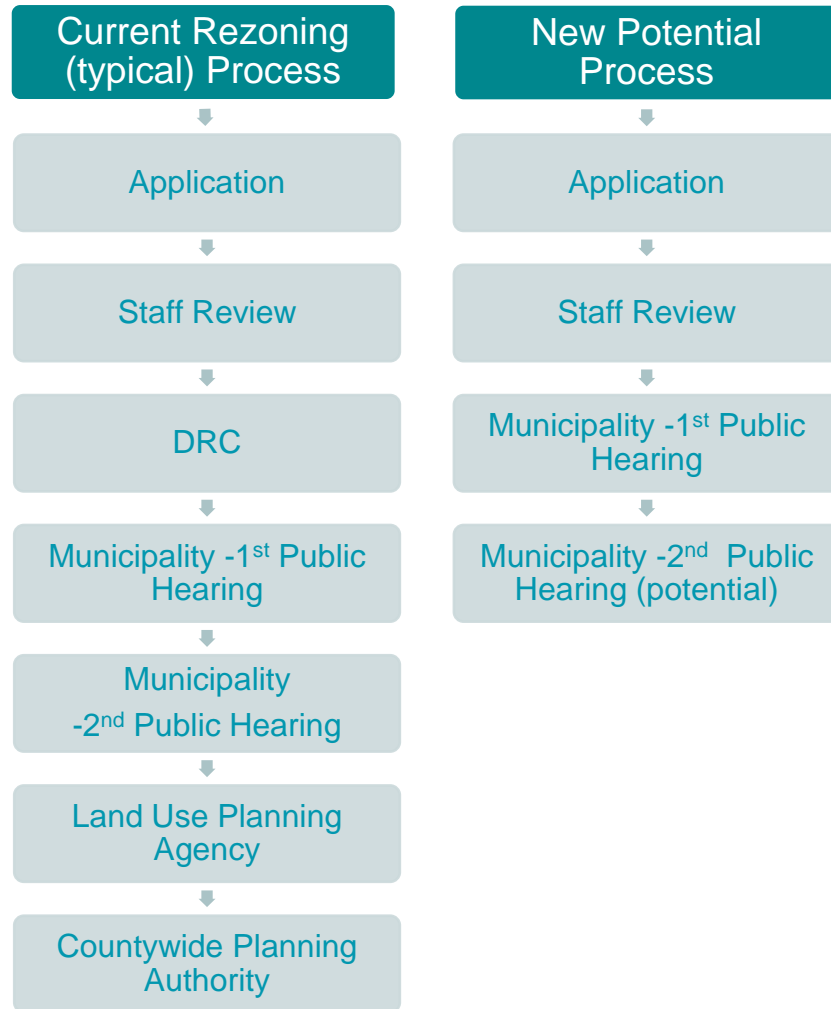 Current Rezoning
(typical) Process
Application
Staff Review
DRC
Municipality -1st Public
Hearing
Municipality
-2nd Public Hearing
Land Use Planning
Agency
Countywide Planning
Authority
New Potential
Process
Application
Staff Review
Municipality -1st Public
Hearing
Municipality -2nd Public
Hearing (potential)